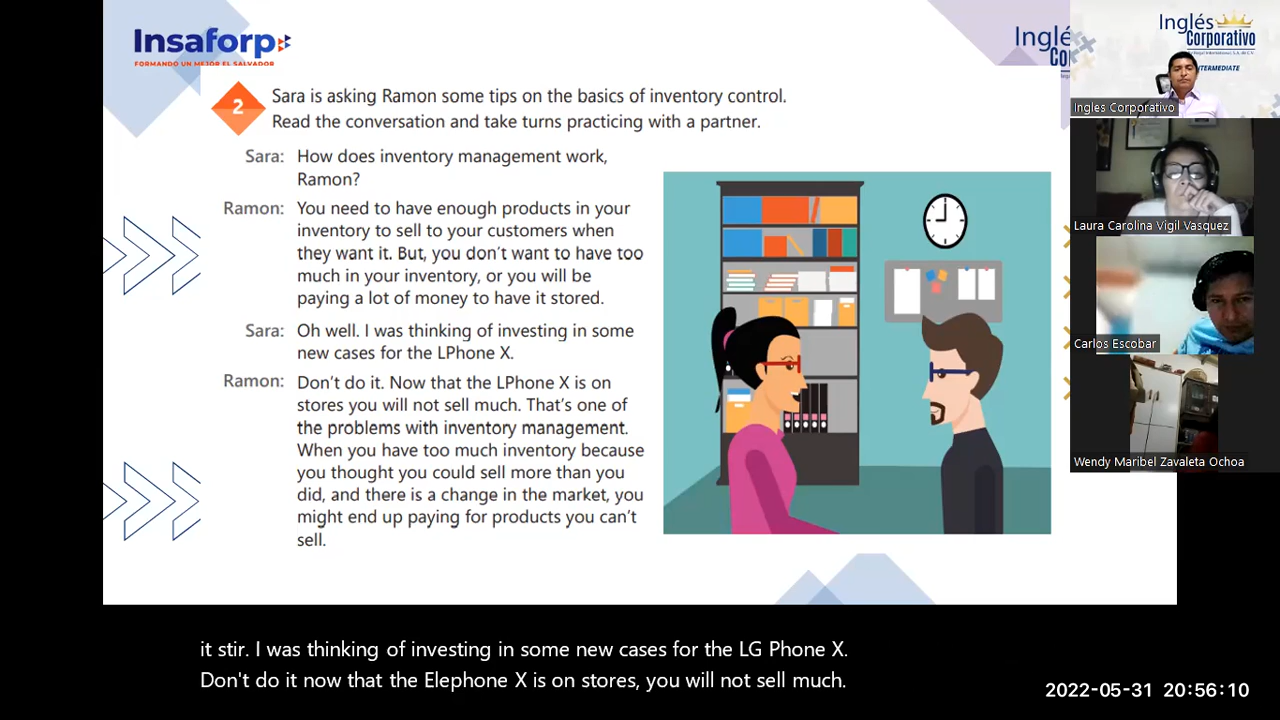 Insaforp
FORMANDO UN MEJOR EL SALVADOR
Inglés
Corporativo
INTERMEDIATE
2
Sara is asking Ramon some tips on the basics of inventory control.
Read the conversation and take turns practicing with a partner.
Sara: How does inventory management work,
Ramon?
Ramon: You need to have enough products in your
inventory to sell to your customers when
they want it. But, you don't want to have too
much in your inventory, or you will be
paying a lot of money to have it stored.
Sara: Oh well. I was thinking of investing in some
new cases for the LPhone X.
Ramon: Don't do it. Now that the LPhone X is on
stores you will not sell much. That's one of
the problems with inventory management.
When you have too much inventory because
you thought you could sell more than you
did, and there is a change in the market, you
might end up paying for products you can't
sell.
Ingles Corporativo
Laura Carolina Vigil Vasquez
Carlos Escobar
Wendy Maribel Zavaleta Ochoa
it stir. I was thinking of investing in some new cases for the LG Phone X.
Don't do it now that the Elephone X is on stores, you will not sell much.
2022-05-31 20:56:10